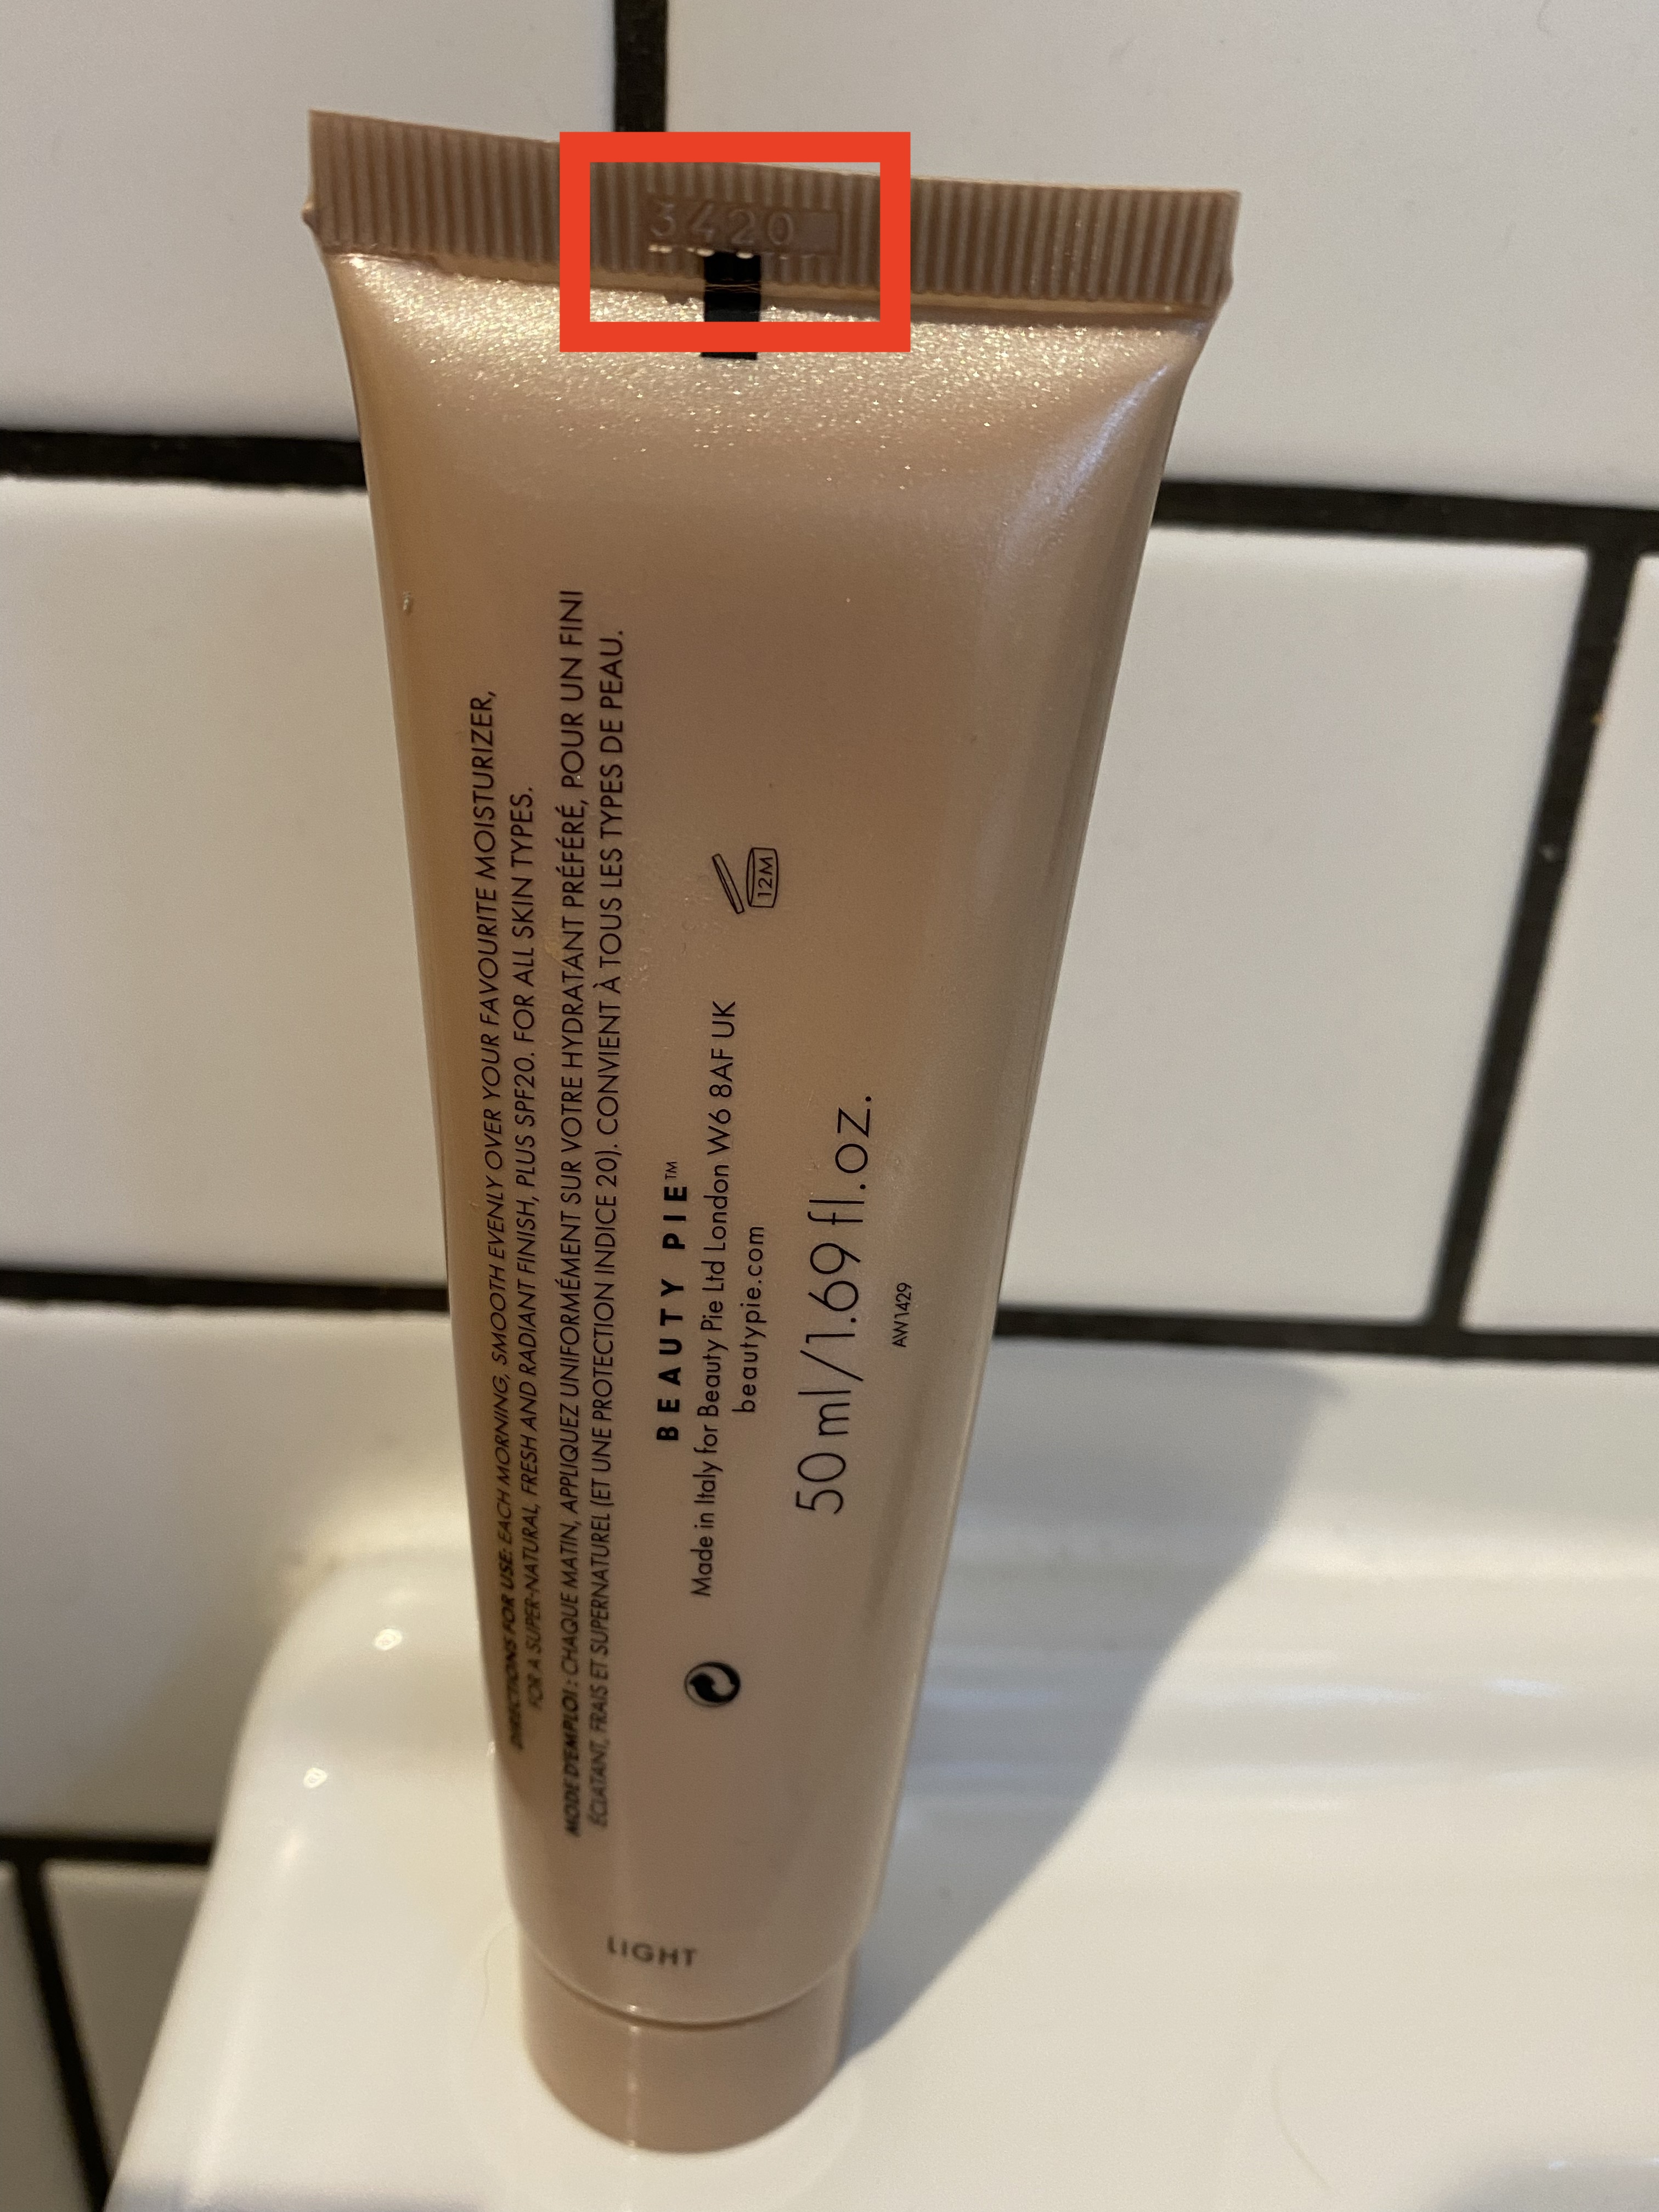 3420
DIRECTIONS FOR USE: EACH MORNING, SMOOTH EVENLY OVER YOUR FAVOURITE MOISTURIZER,
FOR A SUPER-NATURAL, FRESH AND RADIANT FINISH, PLUS SPF20. FOR ALL SKIN TYPES.
MODE D'EMPLOI : CHAQUE MATIN, APPLIQUEZ UNIFORMÉMENT SUR VOTRE HYDRATANT PRÉFÉRÉ, POUR UN FINI
ÉCLATANT, FRAIS ET SUPERNATUREL (ET UNE PROTECTION INDICE 20). CONVIENT À TOUS LES TYPES DE PEAU.
BEAUTY PIE™
Made in Italy for Beauty Pie Ltd London W6 8AF UK
beautypie.com
12M
50 ml/1.69 fl.oz.
AW1429
LIGHT